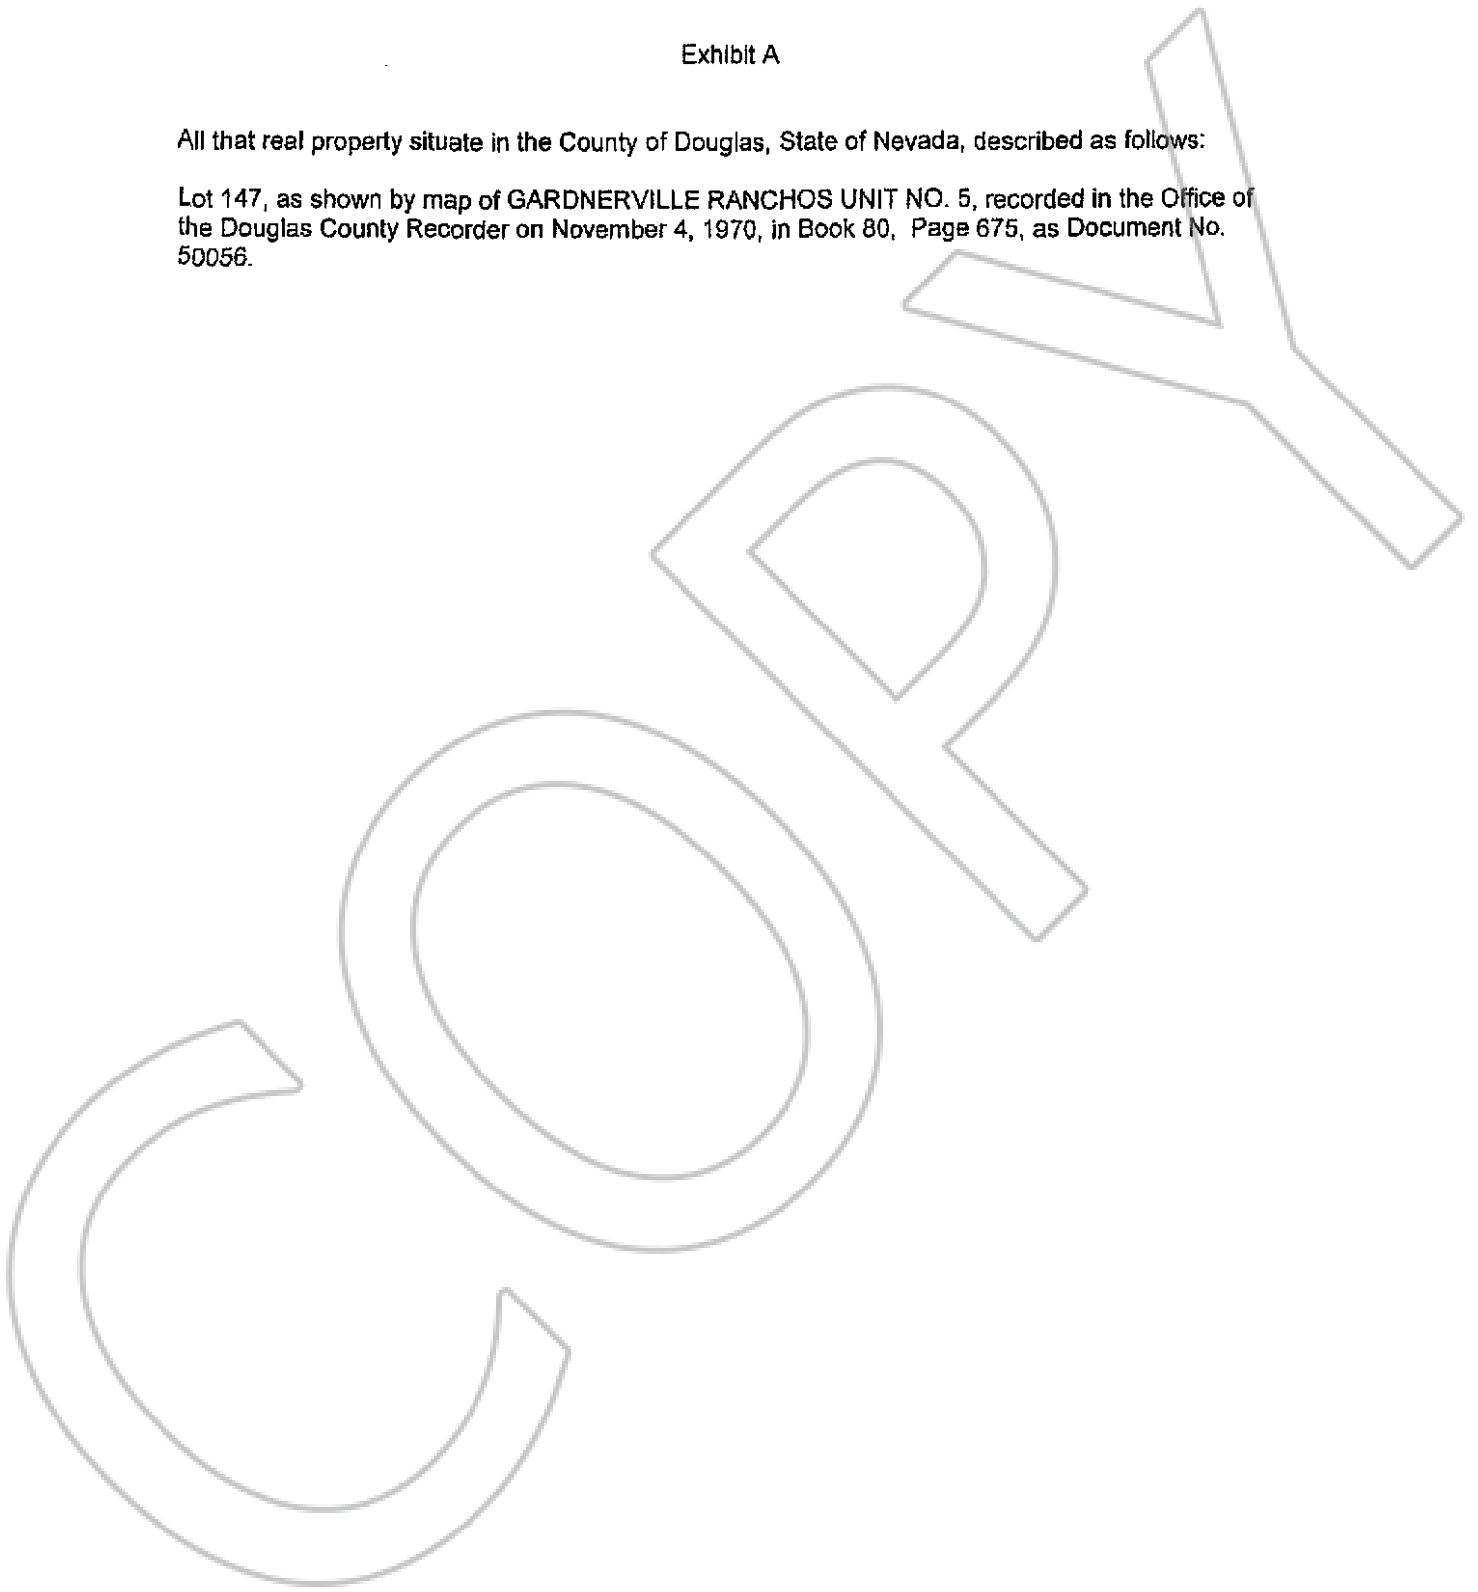 Exhibit A
All that real property situate in the County of Douglas, State of Nevada, described as follows:
Lot 147, as shown by map of GARDNERVILLE RANCHOS UNIT NO. 5, recorded in the Office of
the Douglas County Recorder on November 4, 1970, in Book 80, Page 675, as Document No.
50056.
COPY